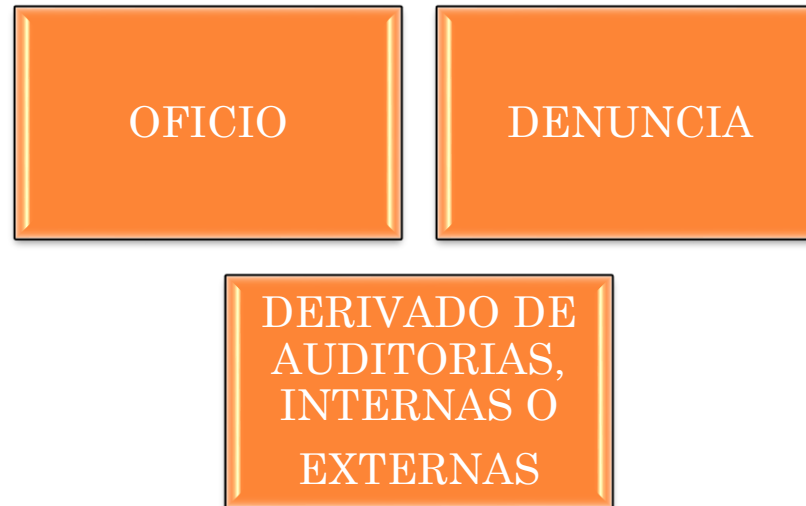 OFICIO
DENUNCIA
DERIVADO DE
AUDITORIAS,
INTERNAS O
EXTERNAS